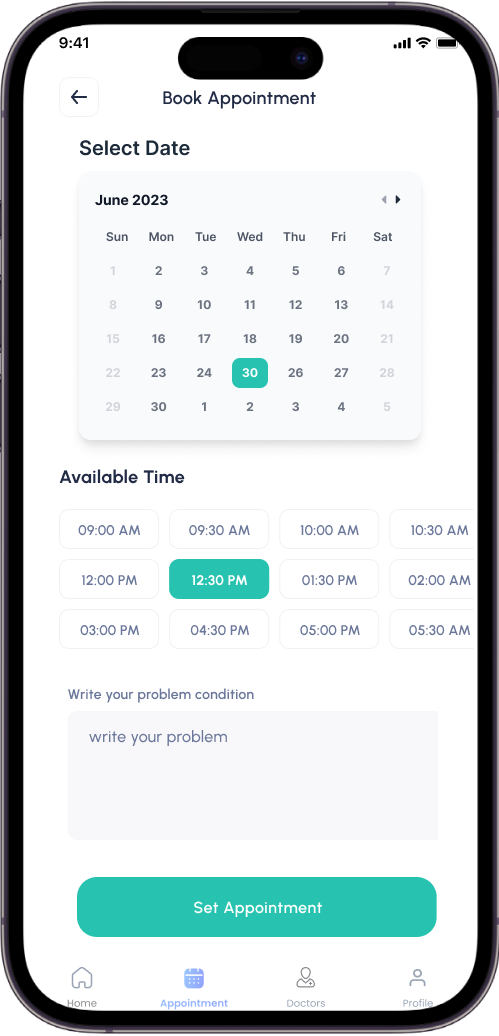 9:41
Book Appointment
Select Date
June 2023
Sun Mon Tue Wed Thu Fri Sat
1 2 3 4 5 6 7
8 9 10 11 12 13 14
15 16 17 18 19 20 21
22 23 24 30 26 27 28
29 30 1 2 3 4 5
Available Time
09:00 AM 09:30 AM 10:00 AM 10:30 AM
12:00 PM 12:30 PM 01:30 PM 02:00 AM
03:00 PM 04:30 PM 05:00 PM 05:30 AM
Write your problem condition
write your problem
Set Appointment
Home Appointment Doctors Profile